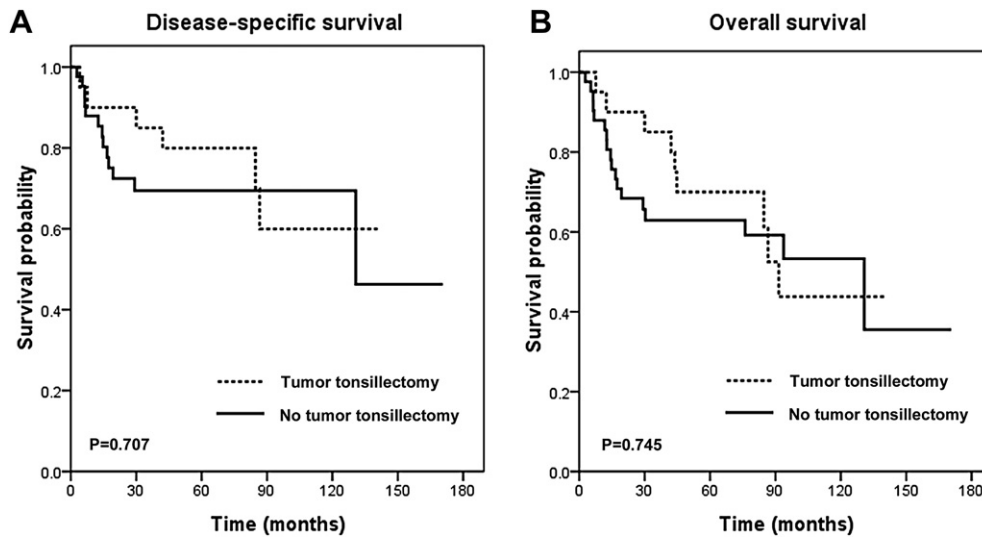 A
Disease-specific survival
Survival probability
1.0
0.8
0.6
0.4
0.2
0.0
Tumor tonsillectomy
No tumor tonsillectomy
P=0.707
0 30 60 90 120 150 180
Time (months)
B
Overall survival
Survival probability
1.0
0.8
0.6
0.4
0.2
0.0
Tumor tonsillectomy
No tumor tonsillectomy
P=0.745
0 30 60 90 120 150 180
Time (months)